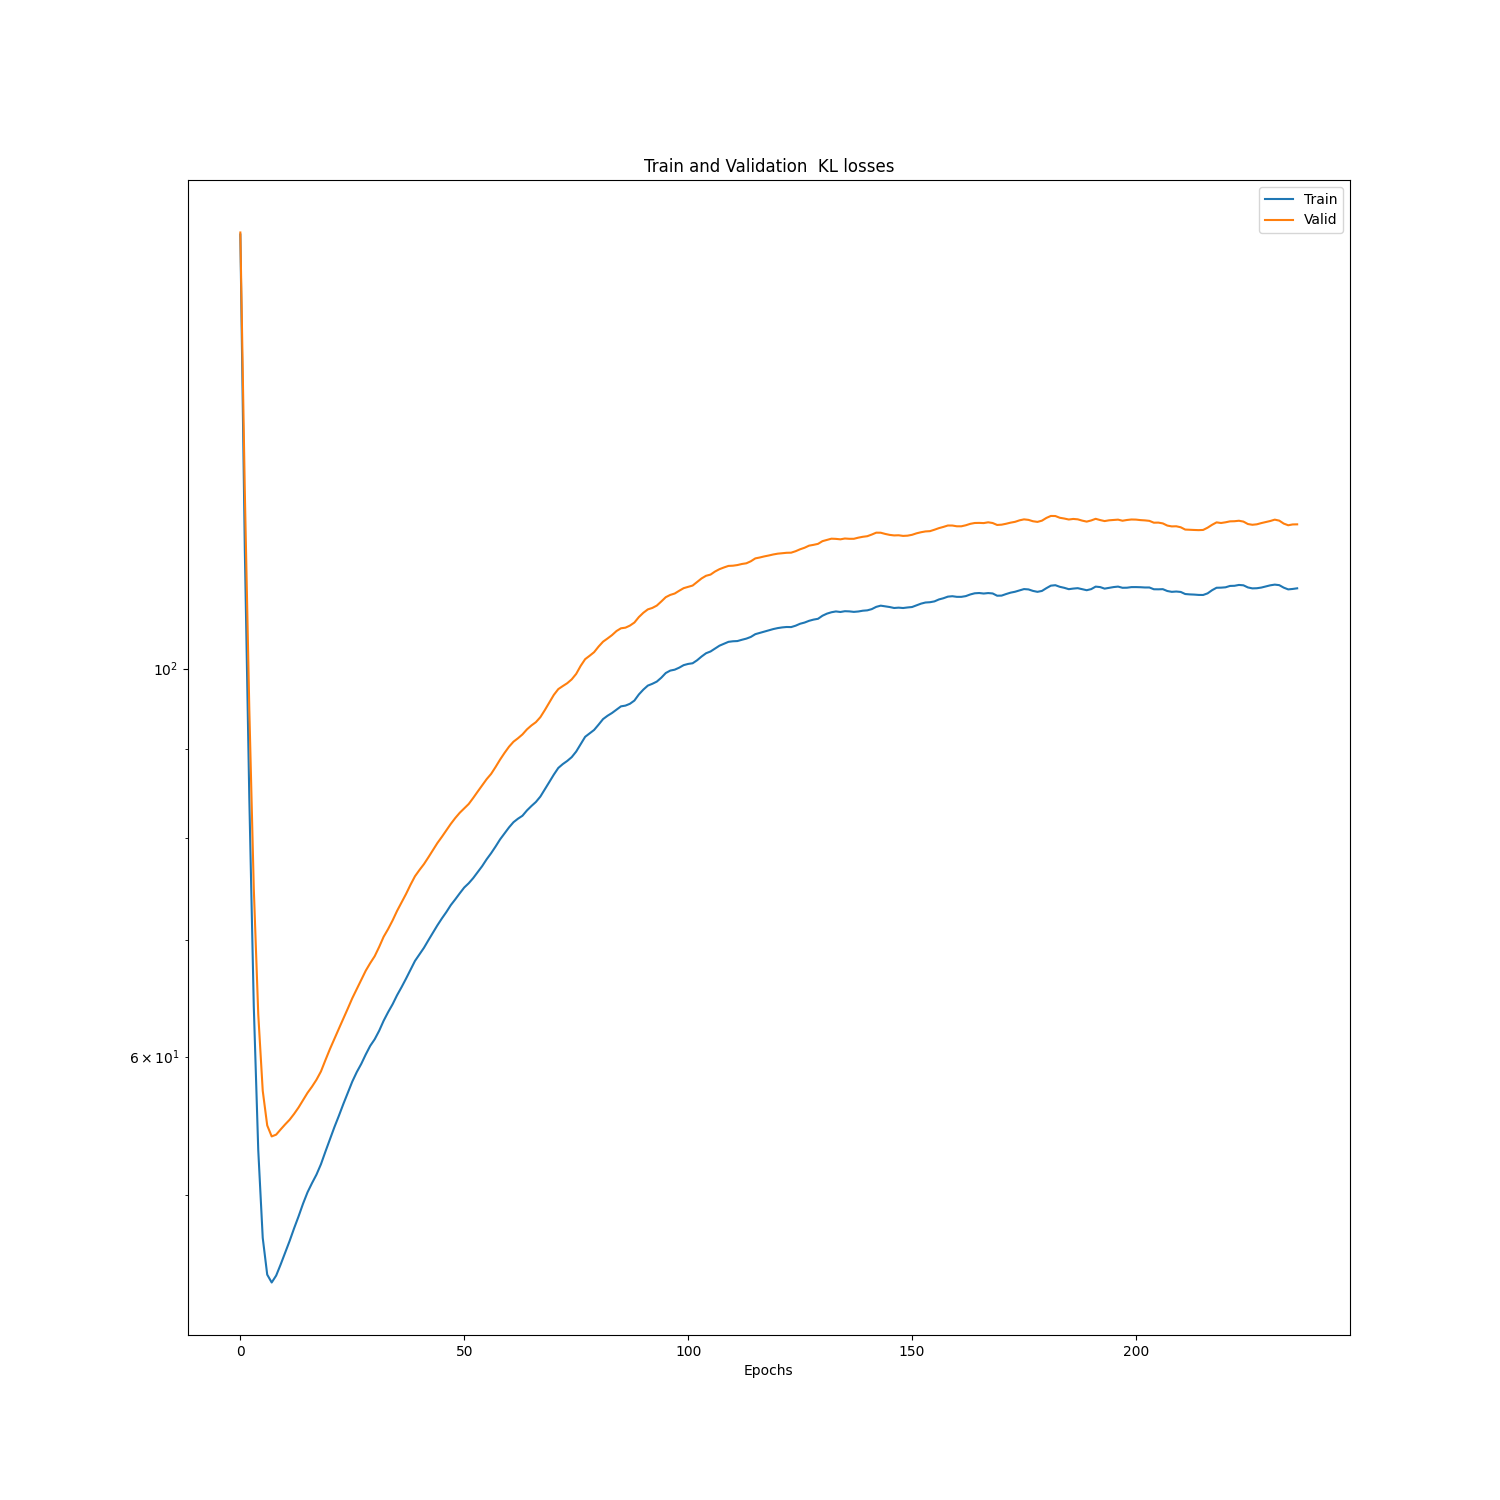 Train and Validation  KL losses
Train
Valid
10²
6 × 10¹
0 50 100 150 200
Epochs